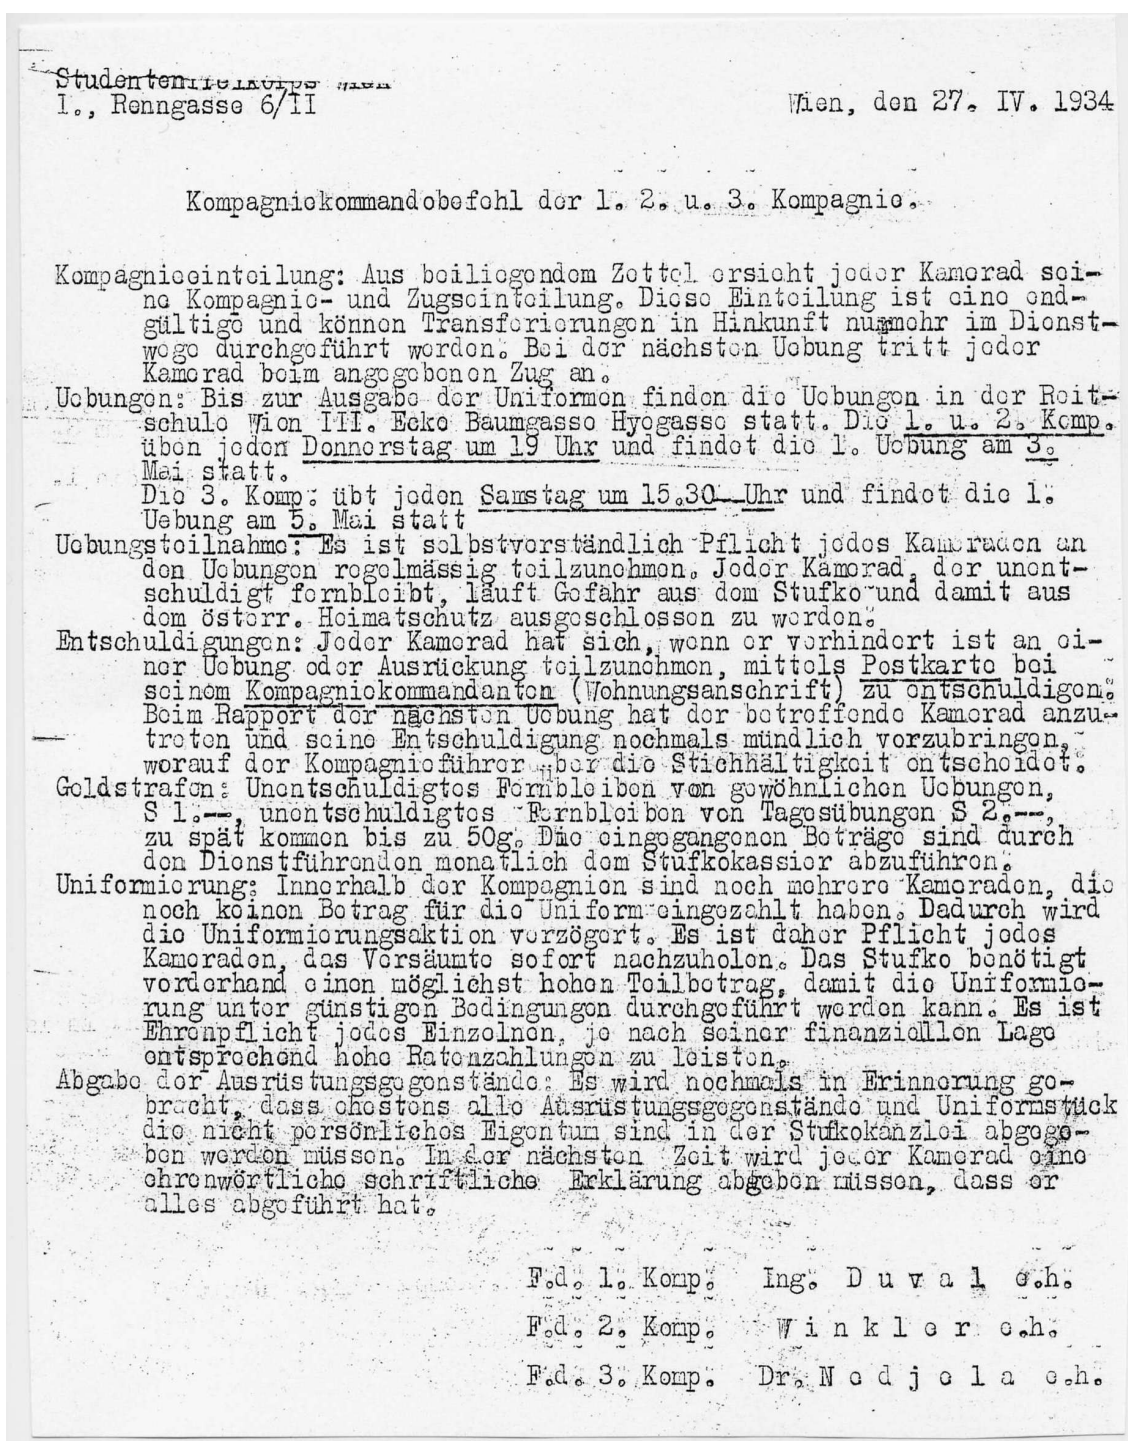 Studentenfreikorps Wien
I., Renngasse 6/II
Wien, den 27. IV. 1934
Kompagniekommandobefehl der 1. 2. u. 3. Kompagnie.
Kompagnieeinteilung: Aus beiliegendem Zettel ersieht jeder Kamerad sei-
ne Kompagnie- und Zugseinteilung. Diese Einteilung ist eine end-
gültige und können Transferierungen in Hinkunft nurmehr im Dienst-
wege durchgeführt werden. Bei der nächsten Uebung tritt jeder
Kamerad beim angegebenen Zug an.
Uebungen: Bis zur Ausgabe der Uniformen finden die Uebungen in der Reit-
schule Wien III. Ecke Baumgasse Hyegasse statt. Die 1. u. 2. Komp.
üben jeden Donnerstag um 19 Uhr und findet die 1. Uebung am 3.
Mai statt.
Die 3. Komp. übt jeden Samstag um 15.30 Uhr und findet die 1.
Uebung am 5. Mai statt
Uebungsteilnahme: Es ist selbstverständlich Pflicht jedes Kameraden an
den Uebungen regelmässig teilzunehmen. Jeder Kamerad, der unent-
schuldigt fernbleibt, läuft Gefahr aus dem Stufko und damit aus
dem österr. Heimatschutz ausgeschlossen zu werden.
Entschuldigungen: Jeder Kamerad hat sich, wenn er verhindert ist an ei-
ner Uebung oder Ausrückung teilzunehmen, mittels Postkarte bei
seinem Kompagniekommandanten (Wohnungsanschrift) zu entschuldigen.
Beim Rapport der nächsten Uebung hat der betreffende Kamerad anzu-
treten und seine Entschuldigung nochmals mündlich vorzubringen,
worauf der Kompagnieführer über die Stichhältigkeit entscheidet.
Geldstrafen: Unentschuldigtes Fernbleiben von gewöhnlichen Uebungen,
S 1.--, unentschuldigtes Fernbleiben von Tagesübungen S 2.--,
zu spät kommen bis zu 50g. Die eingegangenen Beträge sind durch
den Dienstführenden monatlich dem Stufkokassier abzuführen.
Uniformierung: Innerhalb der Kompagnien sind noch mehrere Kameraden, die
noch keinen Betrag für die Uniform eingezahlt haben. Dadurch wird
die Uniformierungsaktion verzögert. Es ist daher Pflicht jedes
Kameraden, das Versäumte sofort nachzuholen. Das Stufko benötigt
vorderhand einen möglichst hohen Teilbetrag, damit die Uniformie-
rung unter günstigen Bedingungen durchgeführt werden kann. Es ist
Ehrenpflicht jedes Einzelnen, je nach seiner finanziellen Lage
entsprechend hohe Ratenzahlungen zu leisten.
Abgabe der Ausrüstungsgegenstände: Es wird nochmals in Erinnerung ge-
bracht, dass ehestens alle Ausrüstungsgegenstände und Uniformstück
die nicht persönliches Eigentum sind in der Stufkokanzlei abgege-
ben werden müssen. In der nächsten Zeit wird jeder Kamerad eine
ehrenwörtliche schriftliche Erklärung abgeben müssen, dass er
alles abgeführt hat.
F.d. 1. Komp. Ing. D u v a l e.h.
F.d. 2. Komp. W i n k l e r e.h.
F.d. 3. Komp. Dr. N e d j e l a e.h.